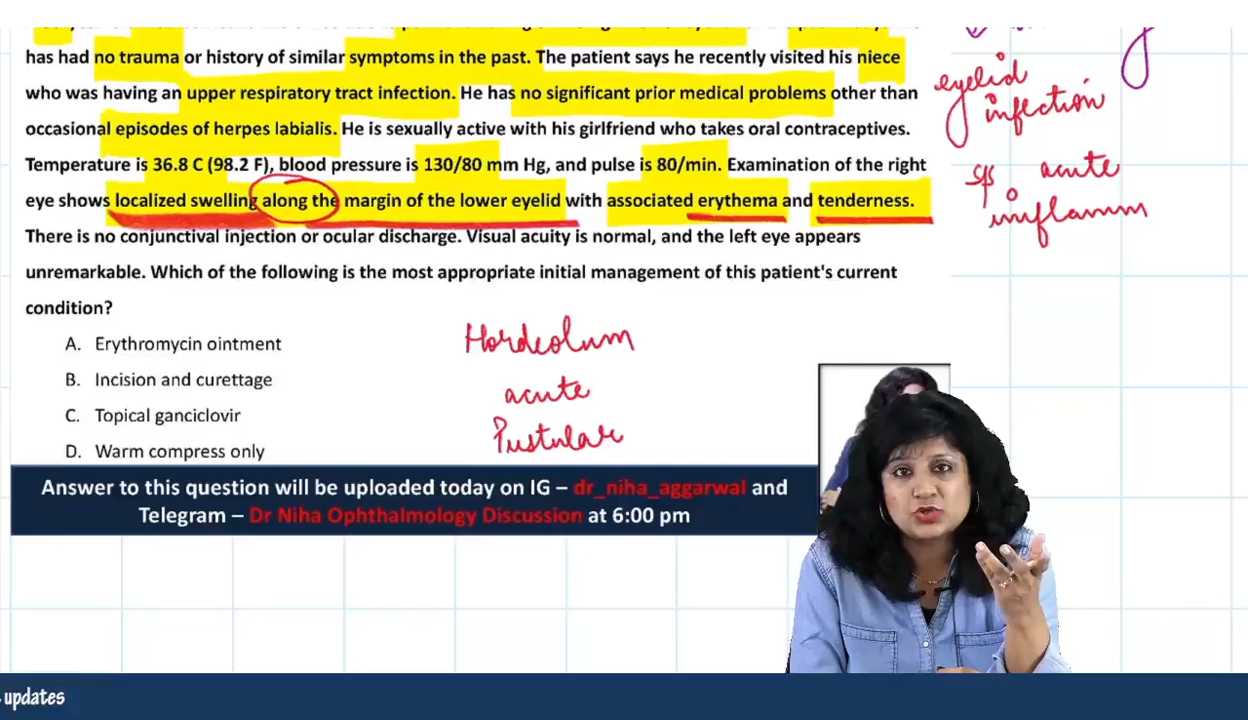 has had no trauma or history of similar symptoms in the past. The patient says he recently visited his niece
who was having an upper respiratory tract infection. He has no significant prior medical problems other than
occasional episodes of herpes labialis. He is sexually active with his girlfriend who takes oral contraceptives.
Temperature is 36.8 C (98.2 F), blood pressure is 130/80 mm Hg, and pulse is 80/min. Examination of the right
eye shows localized swelling along the margin of the lower eyelid with associated erythema and tenderness.
There is no conjunctival injection or ocular discharge. Visual acuity is normal, and the left eye appears
unremarkable. Which of the following is the most appropriate initial management of this patient's current
condition?
A. Erythromycin ointment
B. Incision and curettage
C. Topical ganciclovir
D. Warm compress only
Hordeolum
acute
Pustular
eyelid
infection
acute
inflamm
Answer to this question will be uploaded today on IG – dr_niha_aggarwal and
Telegram – Dr Niha Ophthalmology Discussion at 6:00 pm
updates